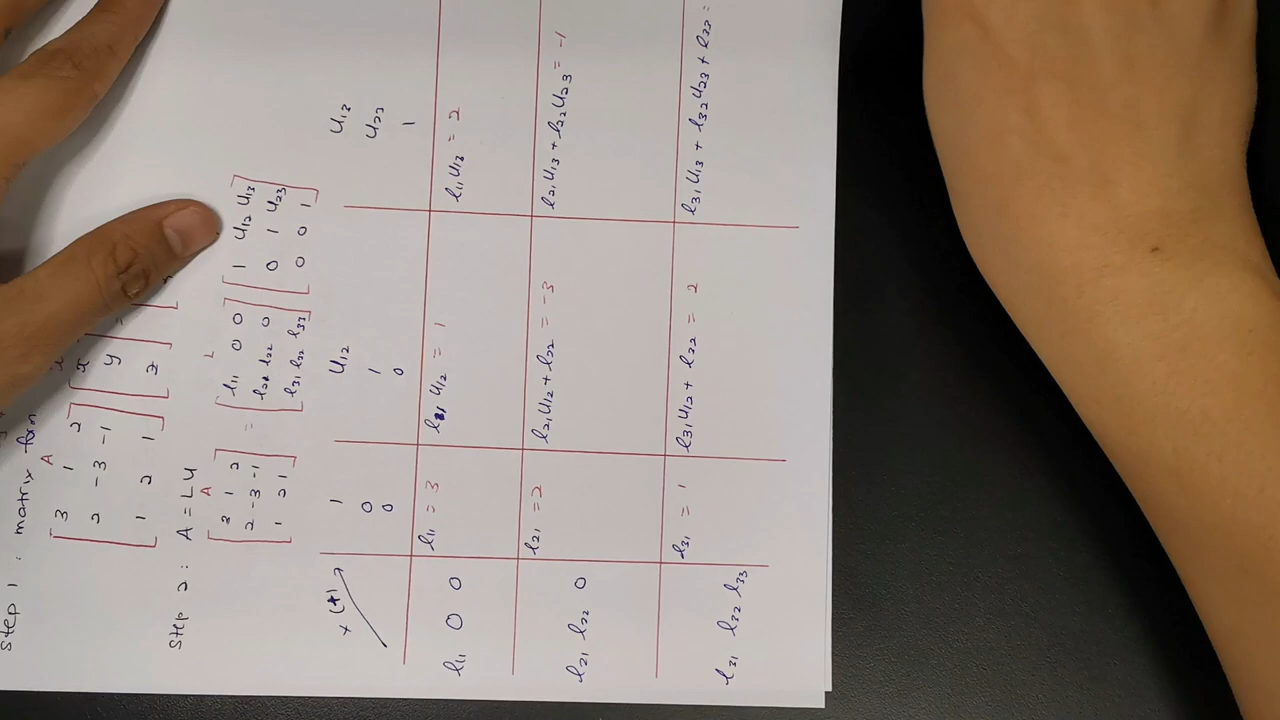 Step 1 : matrix form
A
3 1 2 x
2 -3 -1 y =
1 2 1 z
Step 2 : A = LU
A L
3 1 2 l11 0 0 1 u12 u13
2 -3 -1 = l21 l22 0 0 1 u23
1 2 1 l31 l32 l33 0 0 1
x (+) 1 u12 u12
0 1 u23
0 0 1
l11 0 0 l11 = 3 l11 u12 = 1 l11 u13 = 2
l21 l22 0 l21 = 2 l21 u12 + l22 = -3 l21 u13 + l22 u23 = -1
l31 l32 l33 l31 = 1 l31 u12 + l32 = 2 l31 u13 + l32 u23 + l33 =